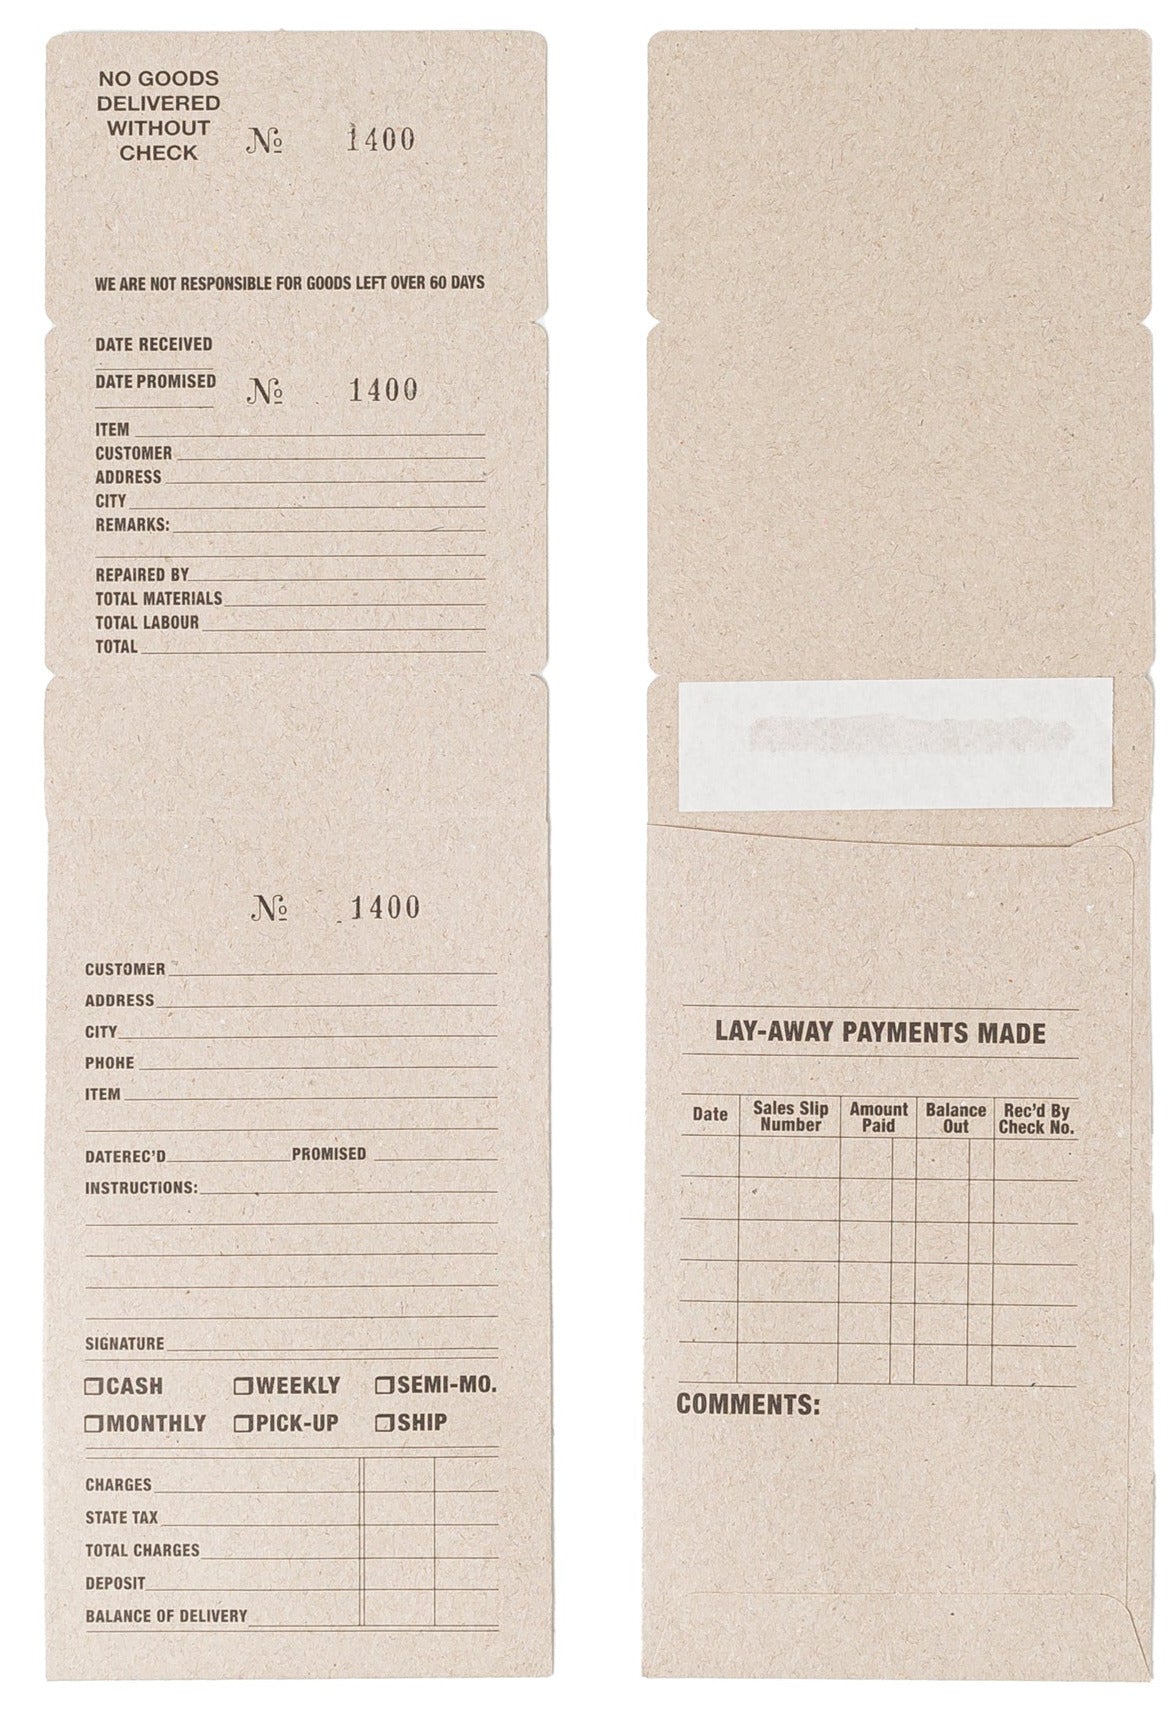 NO GOODS
DELIVERED
WITHOUT
CHECK
№ 1400
WE ARE NOT RESPONSIBLE FOR GOODS LEFT OVER 60 DAYS
DATE RECEIVED
DATE PROMISED
№ 1400
ITEM
CUSTOMER
ADDRESS
CITY
REMARKS:
REPAIRED BY
TOTAL MATERIALS
TOTAL LABOUR
TOTAL
№ 1400
CUSTOMER
ADDRESS
CITY
PHOHE
ITEM
DATEREC'D PROMISED
INSTRUCTIONS:
SIGNATURE
CASH WEEKLY SEMI-MO.
MONTHLY PICK-UP SHIP
CHARGES
STATE TAX
TOTAL CHARGES
DEPOSIT
BALANCE OF DELIVERY
LAY-AWAY PAYMENTS MADE
Date Sales Slip Number Amount Paid Balance Out Rec'd By Check No.
COMMENTS: